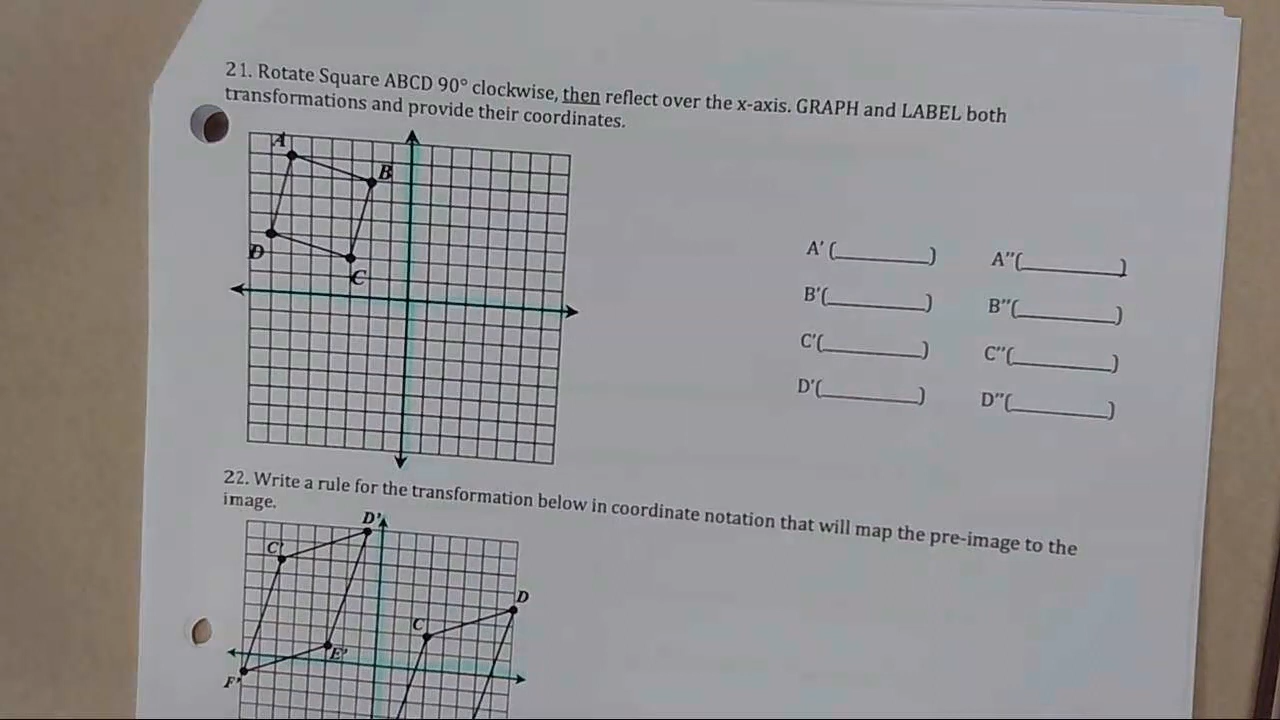 21. Rotate Square ABCD 90° clockwise, then reflect over the x-axis. GRAPH and LABEL both
transformations and provide their coordinates.
A
B
D
C
A' (________) A"(________)
B'(________) B"(________)
C'(________) C"(________)
D'(________) D"(________)
22. Write a rule for the transformation below in coordinate notation that will map the pre-image to the
image.
D'
C'
D
C
E'
F'